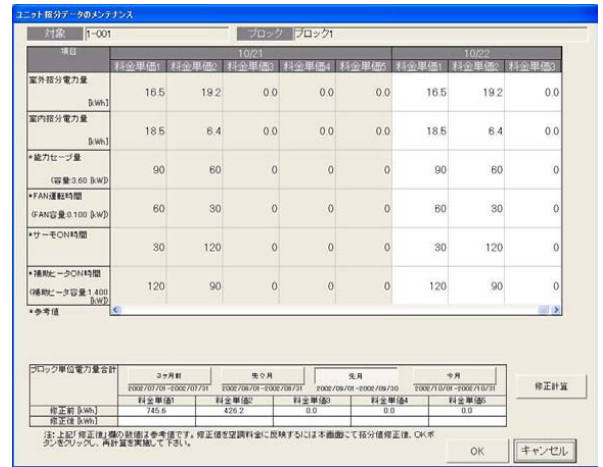 ユニット按分データのメンテナンス
対象 1-001 ブロック ブロック1
項目 10/21 10/22
料金単価1 料金単価2 料金単価3 料金単価4 料金単価5 料金単価1 料金単価2 料金単価3
室外按分電力量 [kWh] 16.5 19.2 0.0 0.0 0.0 16.5 19.2 0.0
室内按分電力量 [kWh] 18.5 6.4 0.0 0.0 0.0 18.5 6.4 0.0
*能力セーブ量 (容量:3.60 [kW]) 90 60 0 0 0 90 60 0
*FAN運転時間 (FAN容量:0.100 [kW]) 60 30 0 0 0 60 30 0
*サーモON時間 30 120 0 0 0 30 120 0
*補助ヒータON時間 (補助ヒータ容量:1.400 [kW]) 120 90 0 0 0 120 90 0
*参考値
ブロック単位電力量合計 3ヶ月前 先々月 先月 今月
2002/07/01-2002/07/31 2002/08/01-2002/08/31 2002/09/01-2002/09/30 2002/10/01-2002/10/31
料金単価1 料金単価2 料金単価3 料金単価4 料金単価5
修正前 [kWh] 745.6 426.2 0.0 0.0 0.0
修正後 [kWh]
修正計算
注:上記「修正後」欄の数値は参考値です。修正値を空調料金に反映するには本画面にて按分値修正後、OKボ
タンをクリックし、再計算を実施して下さい。
OK キャンセル